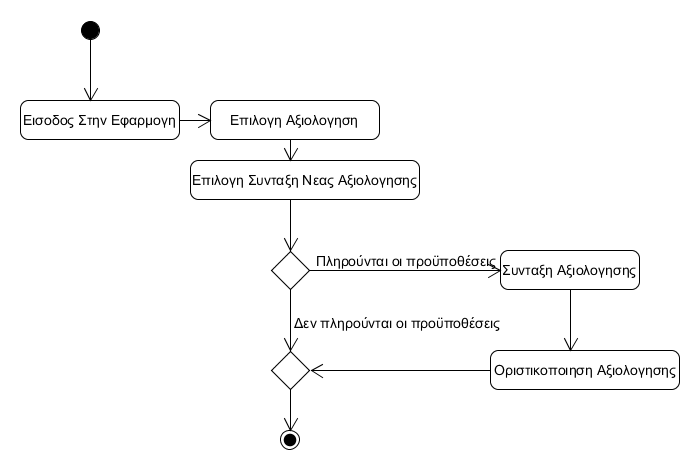 Εισοδος Στην Εφαρμογη
Επιλογη Αξιολογηση
Επιλογη Συνταξη Νεας Αξιολογησης
Πληρούνται οι προϋποθέσεις
Συνταξη Αξιολογησης
Δεν πληρούνται οι προϋποθέσεις
Οριστικοποιηση Αξιολογησης